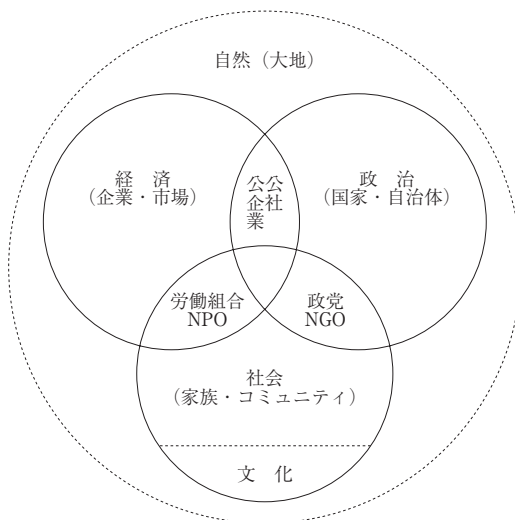 自然（大地）
経　済
（企業・市場）
公社
公企業
政　治
（国家・自治体）
労働組合
NPO
政党
NGO
社会
（家族・コミュニティ）
文　化